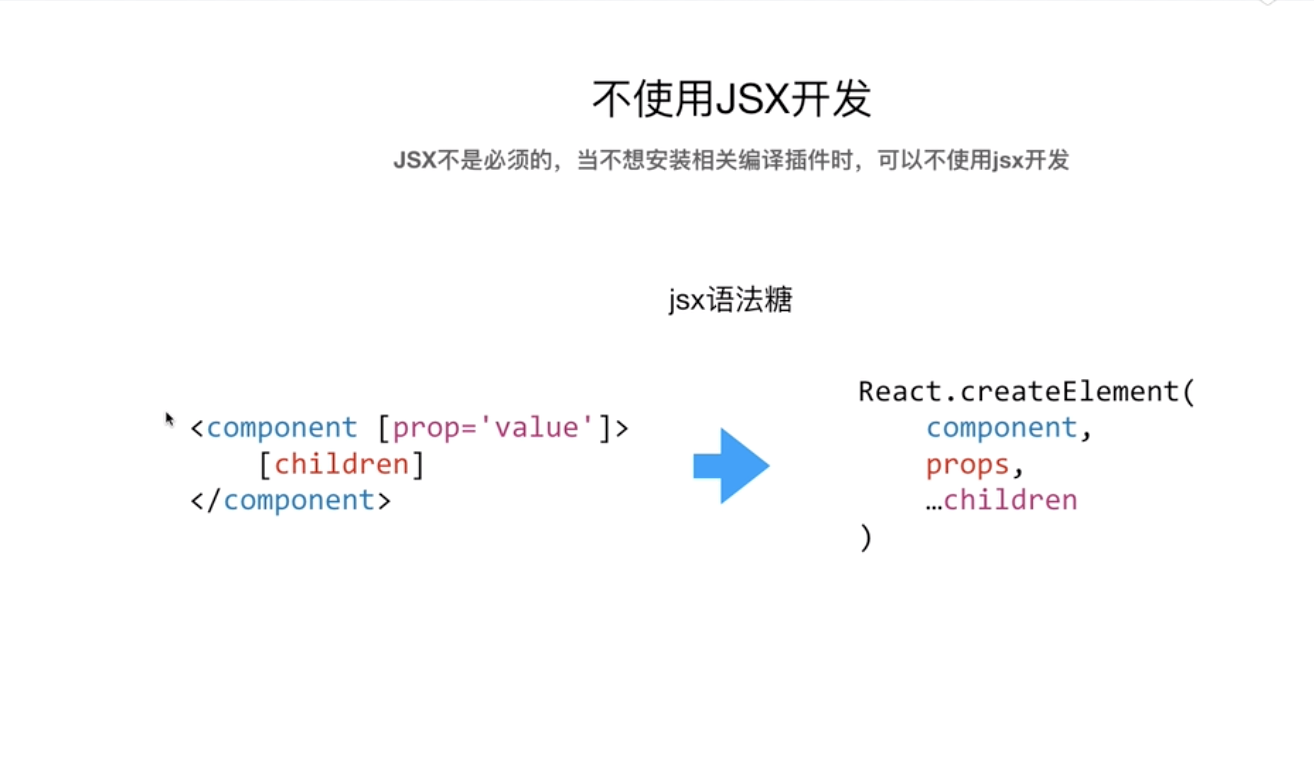 不使用JSX开发
JSX不是必须的，当不想安装相关编译插件时，可以不使用jsx开发
jsx语法糖
<component [prop='value']>
[children]
</component>
React.createElement(
component,
props,
…children
)